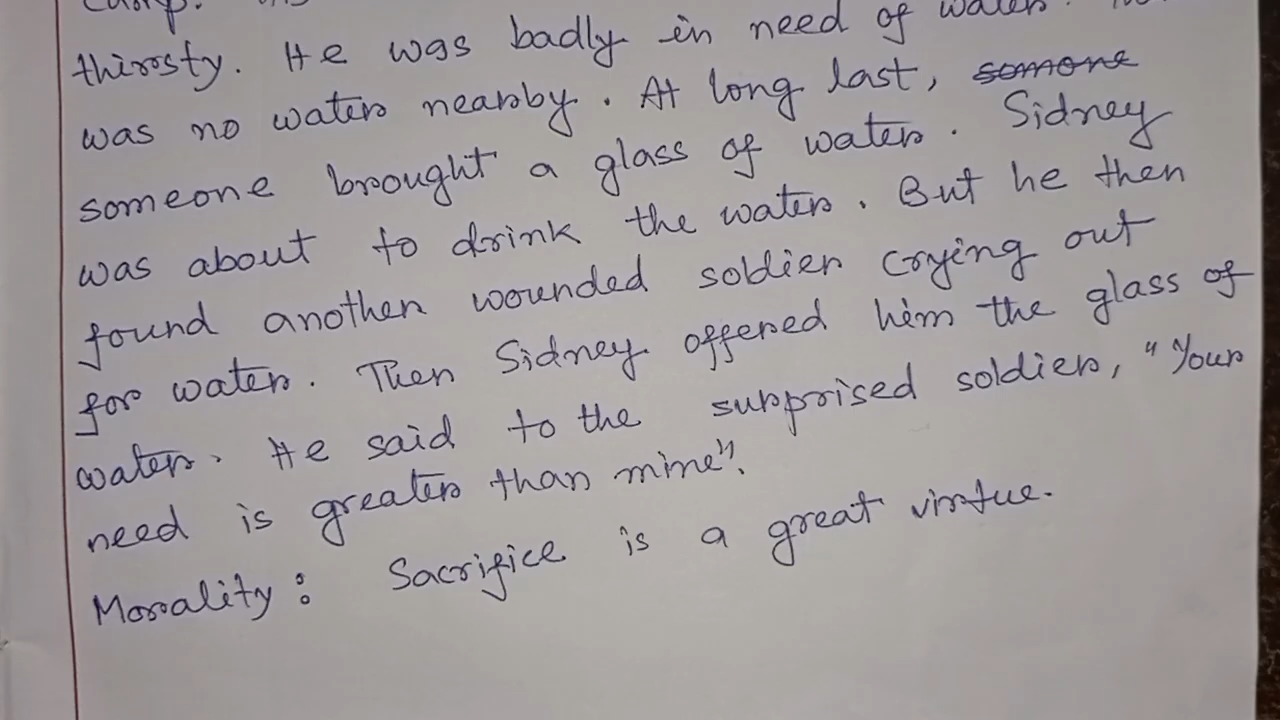 camp.
thirsty. He was badly in need of water.
was no water nearby. At long last, somone
someone brought a glass of water. Sidney
was about to drink the water. But he then
found another wounded soldier crying out
for water. Then Sidney offered him the glass of
water. He said to the surprised soldier, "Your
need is greater than mine".
Morality: Sacrifice is a great virtue.